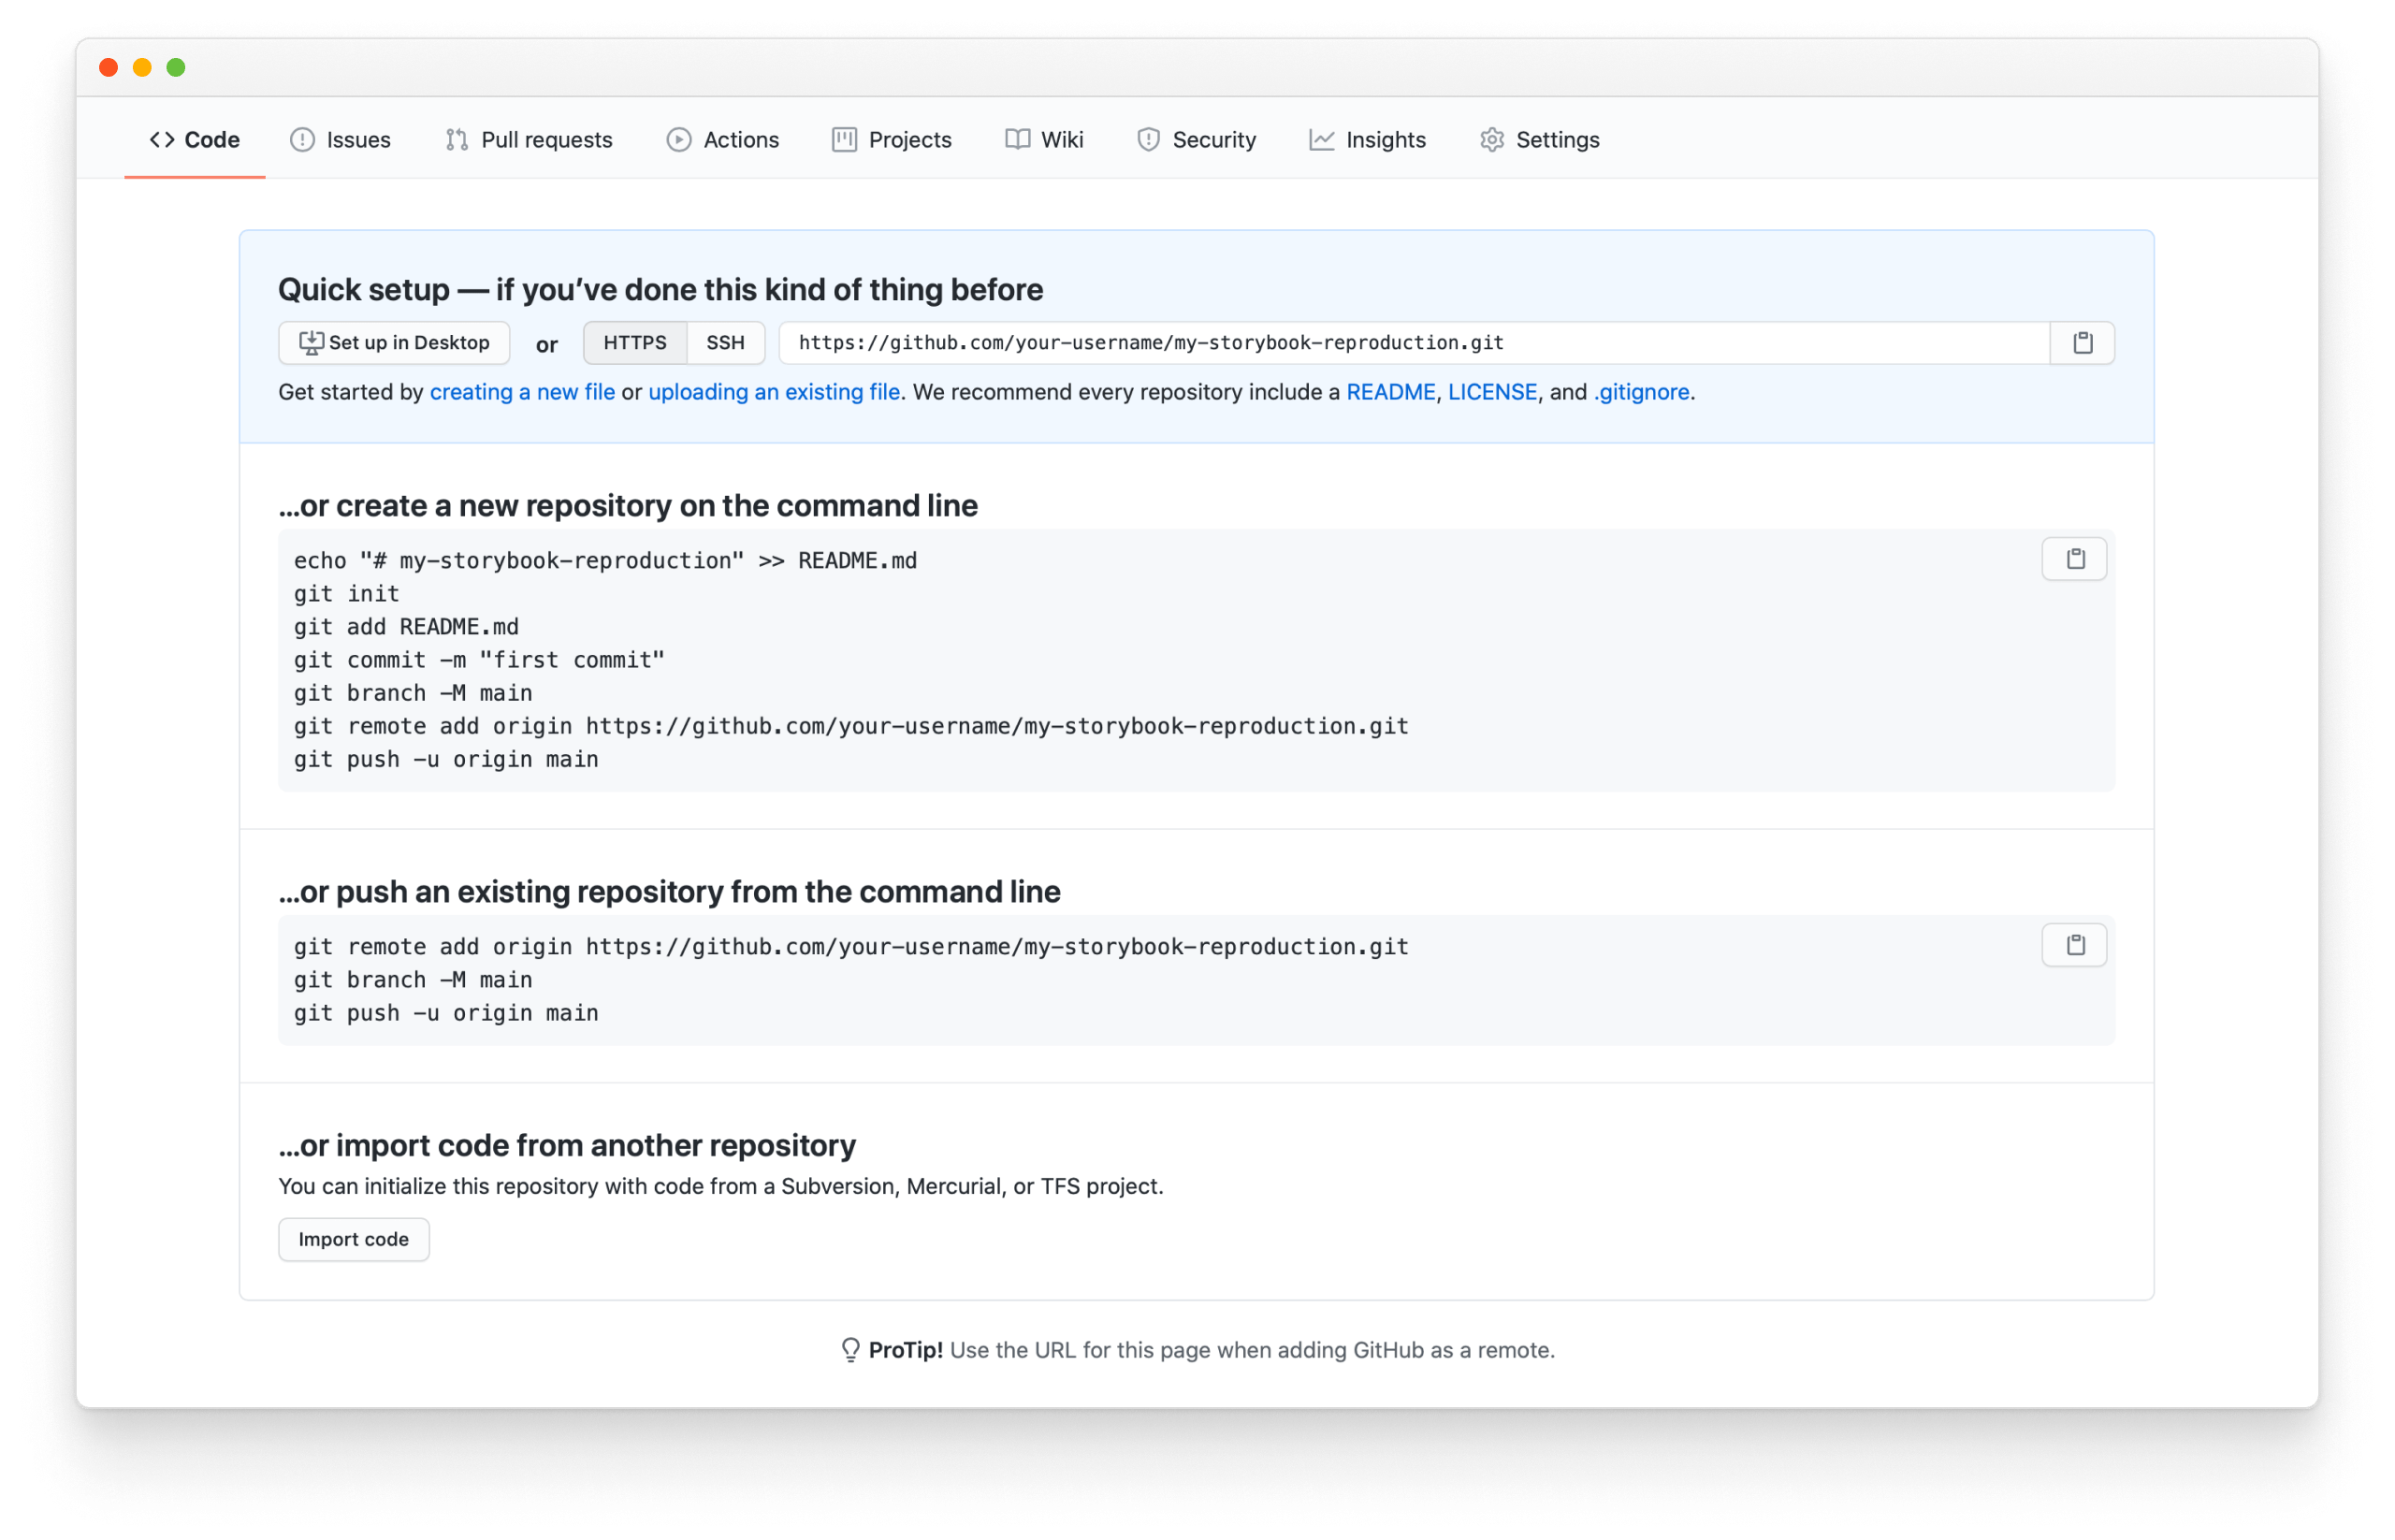 Code Issues Pull requests Actions Projects Wiki Security Insights Settings
Quick setup — if you’ve done this kind of thing before
Set up in Desktop or HTTPS SSH https://github.com/your-username/my-storybook-reproduction.git
Get started by creating a new file or uploading an existing file. We recommend every repository include a README, LICENSE, and .gitignore.
…or create a new repository on the command line
echo "# my-storybook-reproduction" >> README.md
git init
git add README.md
git commit -m "first commit"
git branch -M main
git remote add origin https://github.com/your-username/my-storybook-reproduction.git
git push -u origin main
…or push an existing repository from the command line
git remote add origin https://github.com/your-username/my-storybook-reproduction.git
git branch -M main
git push -u origin main
…or import code from another repository
You can initialize this repository with code from a Subversion, Mercurial, or TFS project.
Import code
ProTip! Use the URL for this page when adding GitHub as a remote.